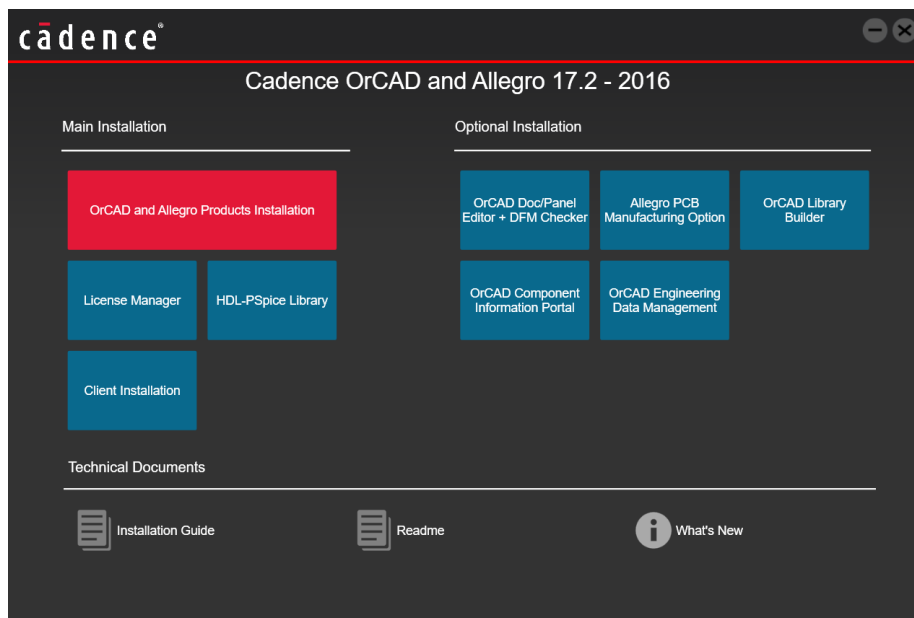 cādence®
Cadence OrCAD and Allegro 17.2 - 2016
Main Installation
OrCAD and Allegro Products Installation
License Manager
HDL-PSpice Library
Client Installation
Optional Installation
OrCAD Doc/Panel
Editor + DFM Checker
Allegro PCB
Manufacturing Option
OrCAD Library
Builder
OrCAD Component
Information Portal
OrCAD Engineering
Data Management
Technical Documents
Installation Guide
Readme
What's New